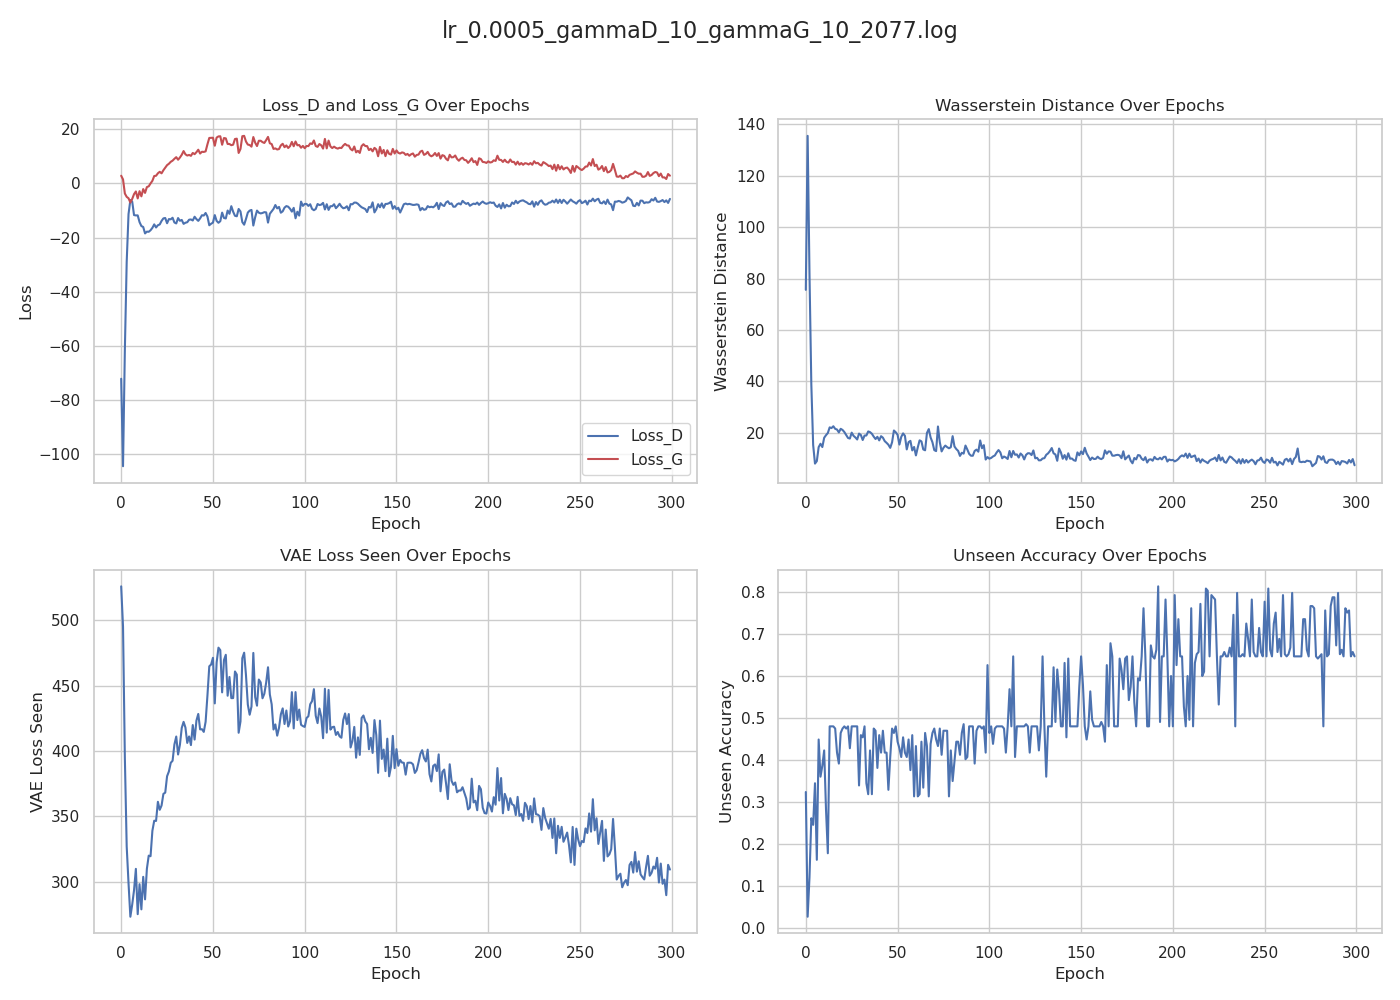 lr_0.0005_gammaD_10_gammaG_10_2077.log
Loss_D and Loss_G Over Epochs
20
0
−20
−40
−60
−80
−100
Loss
0 50 100 150 200 250 300
Epoch
Loss_D
Loss_G
Wasserstein Distance Over Epochs
140
120
100
80
60
40
20
Wasserstein Distance
0 50 100 150 200 250 300
Epoch
VAE Loss Seen Over Epochs
500
450
400
350
300
VAE Loss Seen
0 50 100 150 200 250 300
Epoch
Unseen Accuracy Over Epochs
0.8
0.7
0.6
0.5
0.4
0.3
0.2
0.1
0.0
Unseen Accuracy
0 50 100 150 200 250 300
Epoch